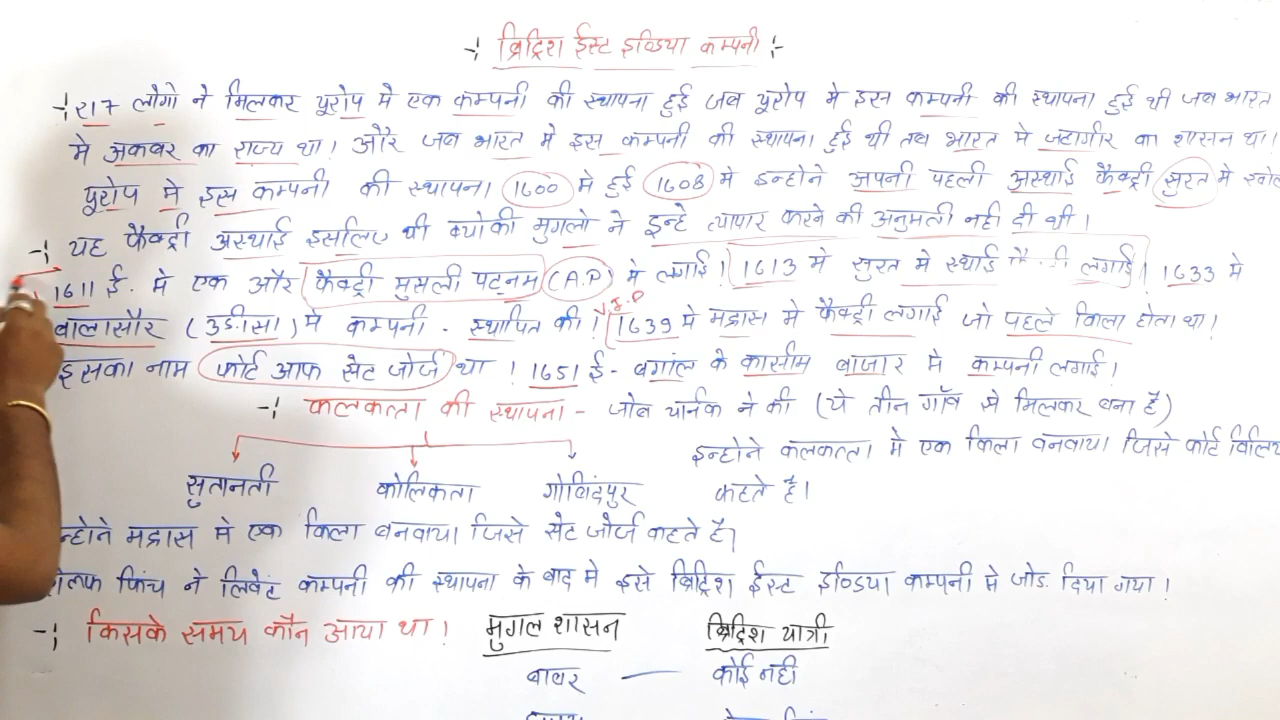 -: ब्रिटिश ईस्ट इण्डिया कम्पनी :-
-: 217 लोगो ने मिलकर यूरोप मे एक कम्पनी की स्थापना हुई जब यूरोप मे इस कम्पनी की स्थापना हुई थी जब भारत
मे अकबर का राज्य था। और जब भारत मे इस कम्पनी की स्थापना हुई थी तब भारत मे जहागीर का शासन था।
यूरोप मे इस कम्पनी की स्थापना 1600 मे हुई 1608 मे इन्होने अपनी पहली अस्थाई फैक्ट्री सुरत मे
-: यह फैक्ट्री अस्थाई इसलिए थी क्योकी मुगलो ने इन्हे व्यापार करने की अनुमती नही दी थी।
1611 ई. मे एक और फैक्ट्री मुसली पटनम (A.P) मे लगाई। 1613 मे सुरत मे स्थाई लगाई। 1633 मे
बालासौर (उडीसा) मे कम्पनी - स्थापित की। 1639 मे मद्रास मे फैक्ट्री लगाई जो पहले किला होता था।
इसका नाम फोर्ट आफ सेट जोर्ज था। 1651 ई- बगांल के कासीम बाजार मे कम्पनी लगाई।
-: कलकता की स्थापना - जोब चार्नक ने की (ये तीन गाँव से मिलकर बना है)
इन्होने कलकत्ता मे एक किला बनवाया जिसे फोर्ट
सुतानती कोलिकता गोबिंदपुर कहते है।
न्होने मद्रास मे एक किला बनवाया जिसे सेट जोर्ज कहते है।
फिंच ने लिवेंट कम्पनी की स्थापना के बाद मे इसे ब्रिटिश ईस्ट इण्डिया कम्पनी मे जोड दिया गया।
-: किसके समय कौन आया था। मुगल शासन ब्रिटिश यात्री
बाबर — कोई नही